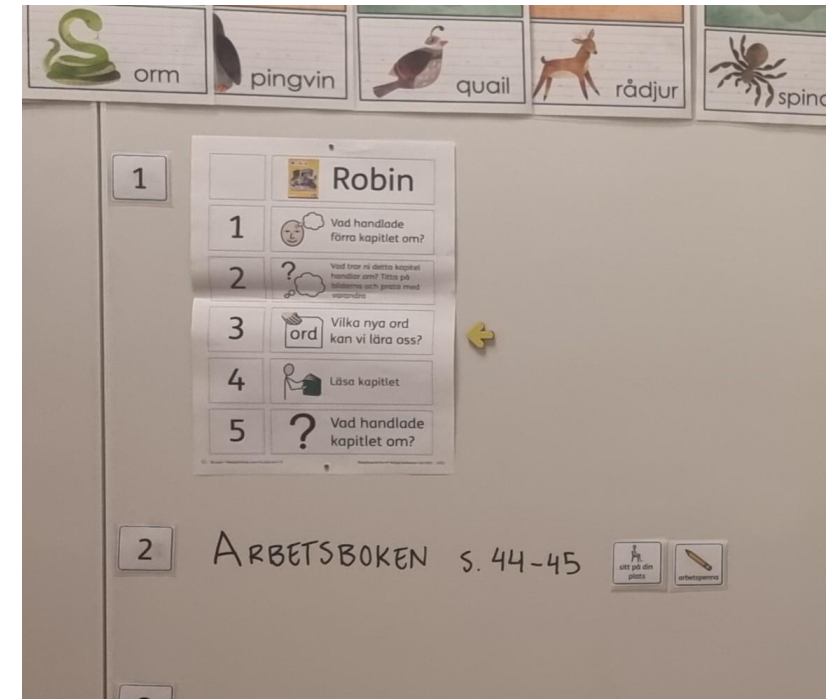 orm
pingvin
quail
rådjur
spind
1
Robin
1
Vad handlade
förra kapitlet om?
2
Vad tror ni detta kapitel
handlar om? Titta på
bilderna och prata med
varandra
3
ord
Vilka nya ord
kan vi lära oss?
4
Läsa kapitlet
5
Vad handlade
kapitlet om?
2
ARBETSBOKEN s. 44-45
sitt på din
plats
arbetspenna